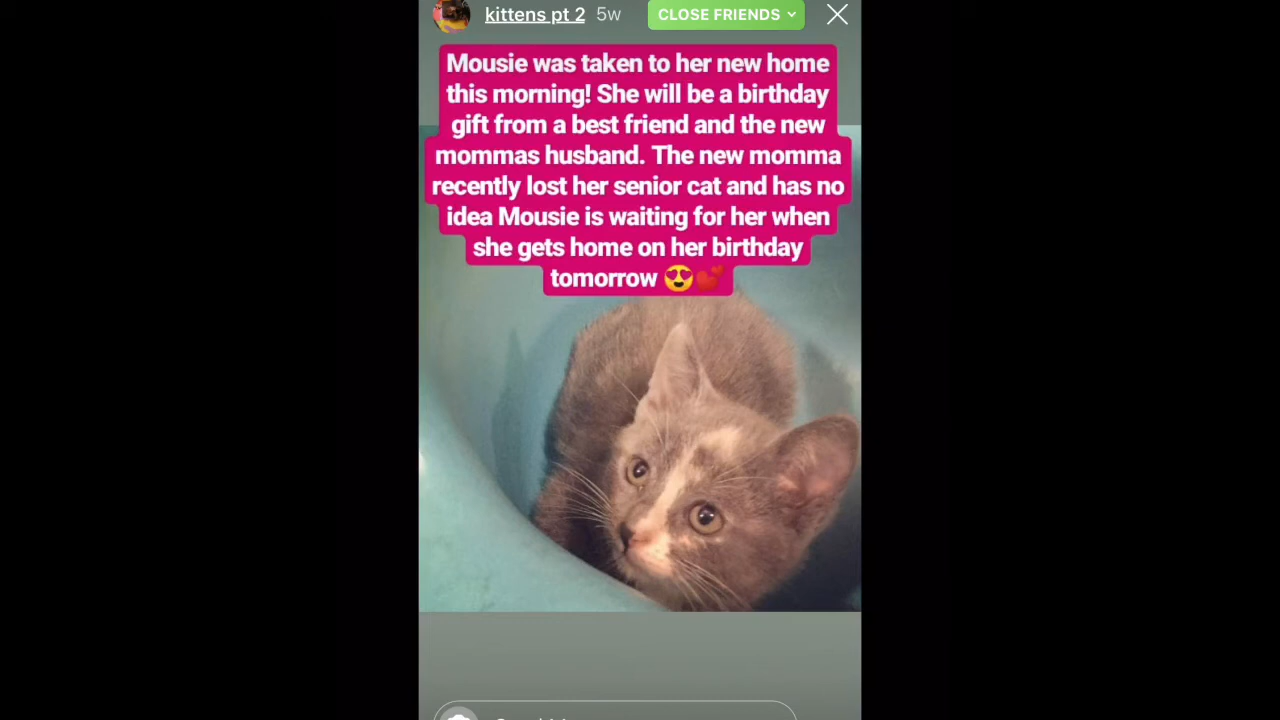 kittens pt 2 5w CLOSE FRIENDS
Mousie was taken to her new home
this morning! She will be a birthday
gift from a best friend and the new
mommas husband. The new momma
recently lost her senior cat and has no
idea Mousie is waiting for her when
she gets home on her birthday
tomorrow 😍💕